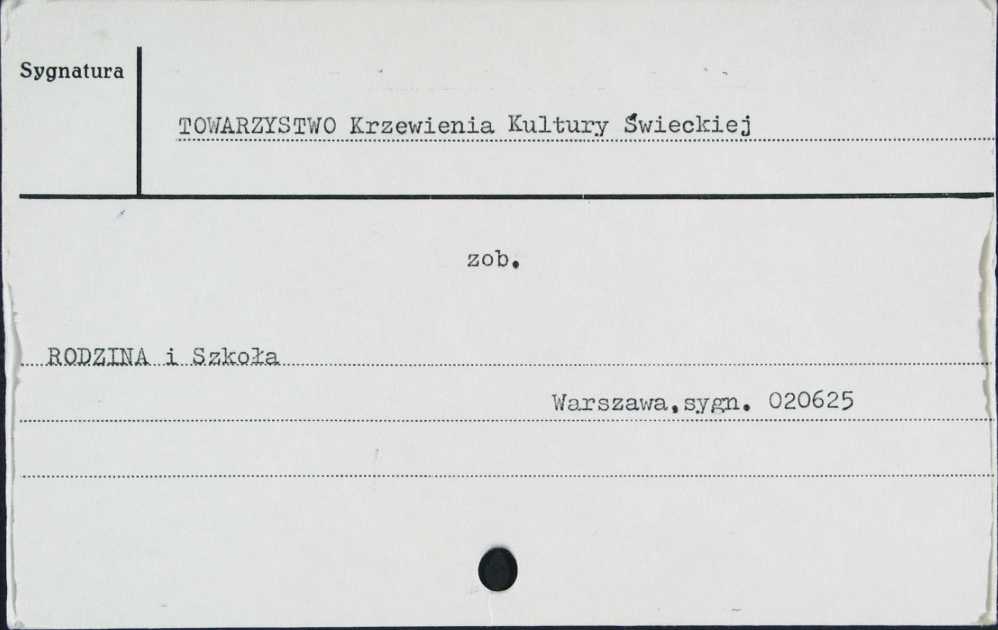 Sygnatura
TOWARZYSTWO Krzewienia Kultury Świeckiej
zob.
RODZINA i Szkoła
Warszawa,sygn. 020625